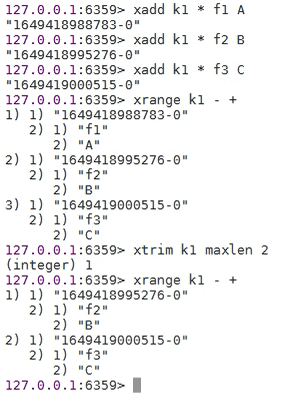 127.0.0.1:6359> xadd k1 * f1 A
"1649418988783-0"
127.0.0.1:6359> xadd k1 * f2 B
"1649418995276-0"
127.0.0.1:6359> xadd k1 * f3 C
"1649419000515-0"
127.0.0.1:6359> xrange k1 - +
1) 1) "1649418988783-0"
   2) 1) "f1"
      2) "A"
2) 1) "1649418995276-0"
   2) 1) "f2"
      2) "B"
3) 1) "1649419000515-0"
   2) 1) "f3"
      2) "C"
127.0.0.1:6359> xtrim k1 maxlen 2
(integer) 1
127.0.0.1:6359> xrange k1 - +
1) 1) "1649418995276-0"
   2) 1) "f2"
      2) "B"
2) 1) "1649419000515-0"
   2) 1) "f3"
      2) "C"
127.0.0.1:6359>